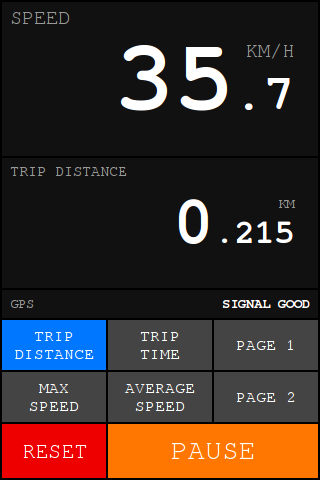 SPEED
KM/H
35.7
TRIP DISTANCE
KM
0.215
GPS SIGNAL GOOD
TRIP DISTANCE
TRIP TIME
PAGE 1
MAX SPEED
AVERAGE SPEED
PAGE 2
RESET
PAUSE